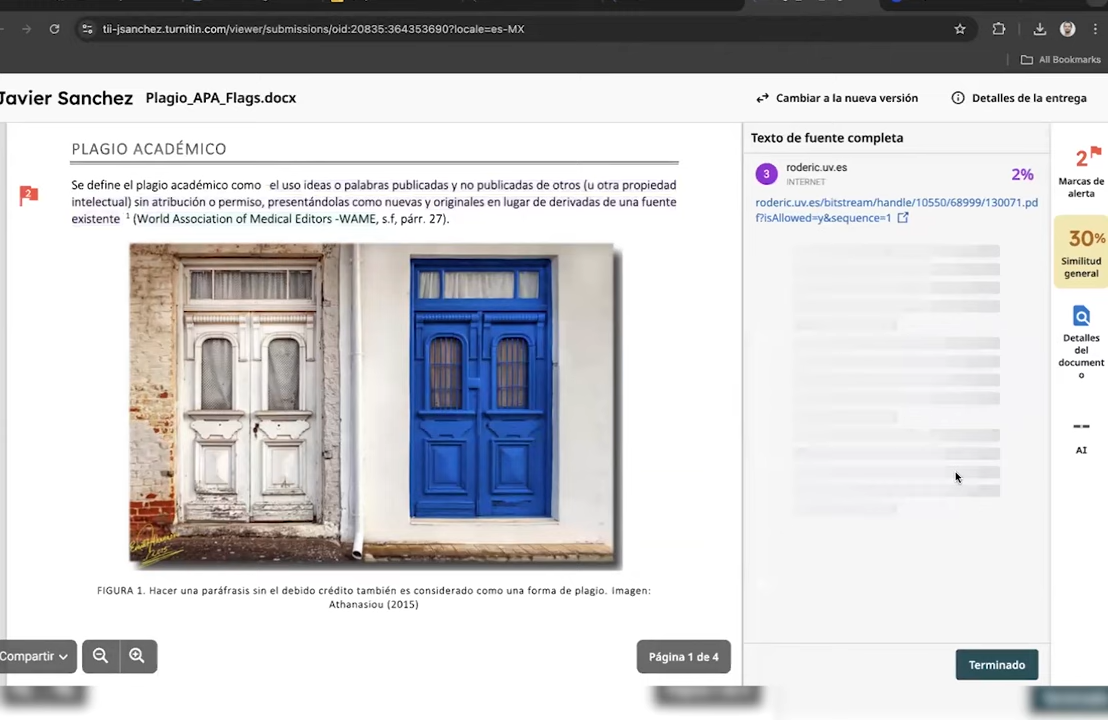 tii-jsanchez.turnitin.com/viewer/submissions/oid:20835:364353690?locale=es-MX
All Bookmarks
Javier Sanchez Plagio_APA_Flags.docx
Cambiar a la nueva versión
Detalles de la entrega
PLAGIO ACADÉMICO
2
Se define el plagio académico como el uso ideas o palabras publicadas y no publicadas de otros (u otra propiedad
intelectual) sin atribución o permiso, presentándolas como nuevas y originales en lugar de derivadas de una fuente
existente 1 (World Association of Medical Editors -WAME, s.f, párr. 27).
2015
FIGURA 1. Hacer una paráfrasis sin el debido crédito también es considerado como una forma de plagio. Imagen:
Athanasiou (2015)
Compartir
Página 1 de 4
Texto de fuente completa
3 roderic.uv.es 2%
INTERNET
roderic.uv.es/bitstream/handle/10550/68999/130071.pd
f?isAllowed=y&sequence=1
Terminado
2
Marcas de
alerta
30%
Similitud
general
Detalles
del
document
o
--
AI